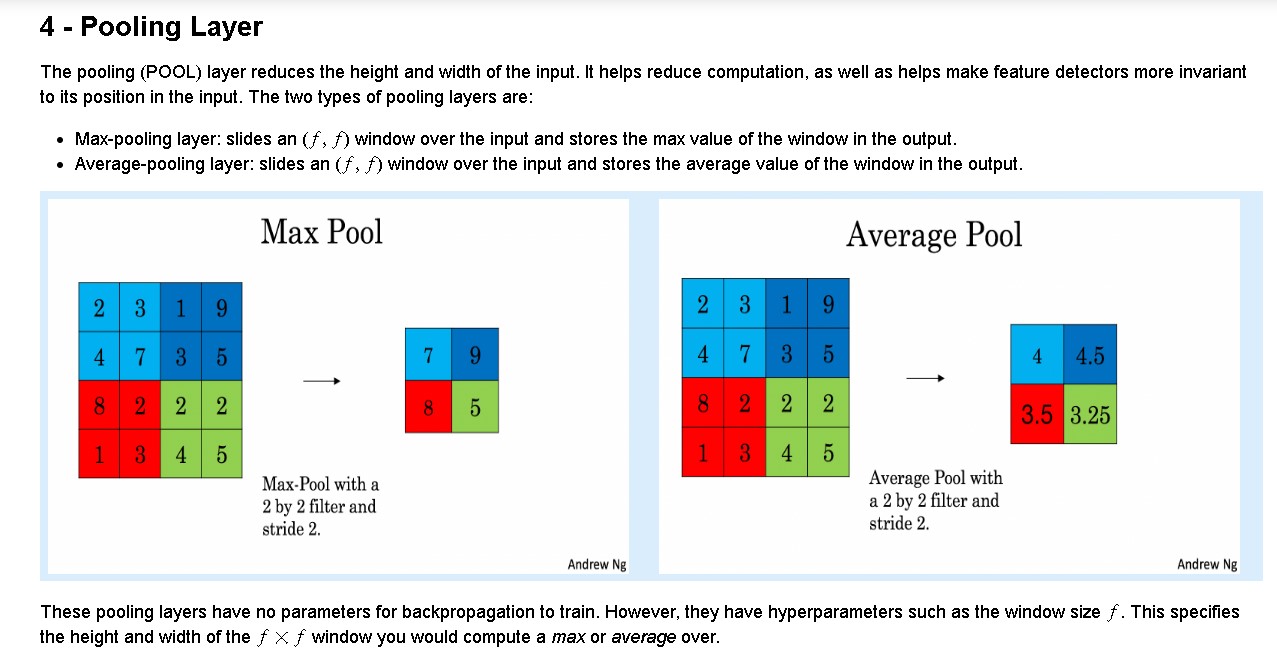 4 - Pooling Layer
The pooling (POOL) layer reduces the height and width of the input. It helps reduce computation, as well as helps make feature detectors more invariant
to its position in the input. The two types of pooling layers are:
• Max-pooling layer: slides an (f, f) window over the input and stores the max value of the window in the output.
• Average-pooling layer: slides an (f, f) window over the input and stores the average value of the window in the output.
Max Pool
2 3 1 9
4 7 3 5
8 2 2 2
1 3 4 5
7 9
8 5
Max-Pool with a
2 by 2 filter and
stride 2.
Andrew Ng
Average Pool
2 3 1 9
4 7 3 5
8 2 2 2
1 3 4 5
4 4.5
3.5 3.25
Average Pool with
a 2 by 2 filter and
stride 2.
Andrew Ng
These pooling layers have no parameters for backpropagation to train. However, they have hyperparameters such as the window size f. This specifies
the height and width of the f × f window you would compute a max or average over.